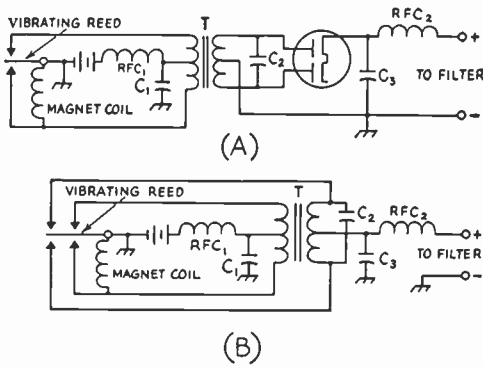 VIBRATING REED
T
RFC₂
+
RFC₁
C₁
C₂
C₃
TO FILTER
MAGNET COIL
-
(A)
VIBRATING REED
T
C₂
RFC₂
+
RFC₁
C₁
C₃
TO FILTER
MAGNET COIL
-
(B)